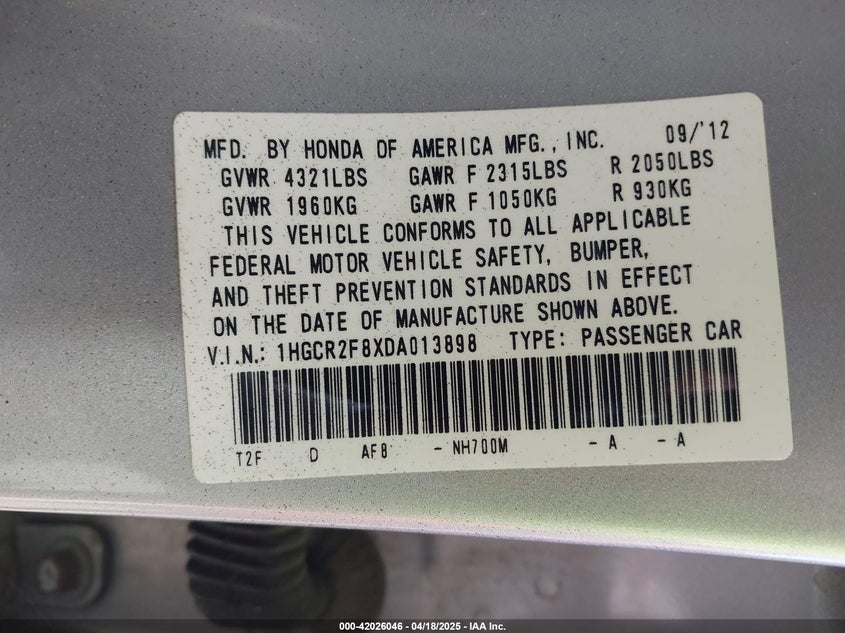 MFD. BY HONDA OF AMERICA MFG., INC. 09/'12
GVWR 4321LBS GAWR F 2315LBS R 2050LBS
GVWR 1960KG GAWR F 1050KG R 930KG
THIS VEHICLE CONFORMS TO ALL APPLICABLE
FEDERAL MOTOR VEHICLE SAFETY, BUMPER,
AND THEFT PREVENTION STANDARDS IN EFFECT
ON THE DATE OF MANUFACTURE SHOWN ABOVE.
V.I.N.: 1HGCR2F8XDA013898 TYPE: PASSENGER CAR
T2F D AF8 - NH700M - A - A
000-42026046 - 04/18/2025 - IAA Inc.